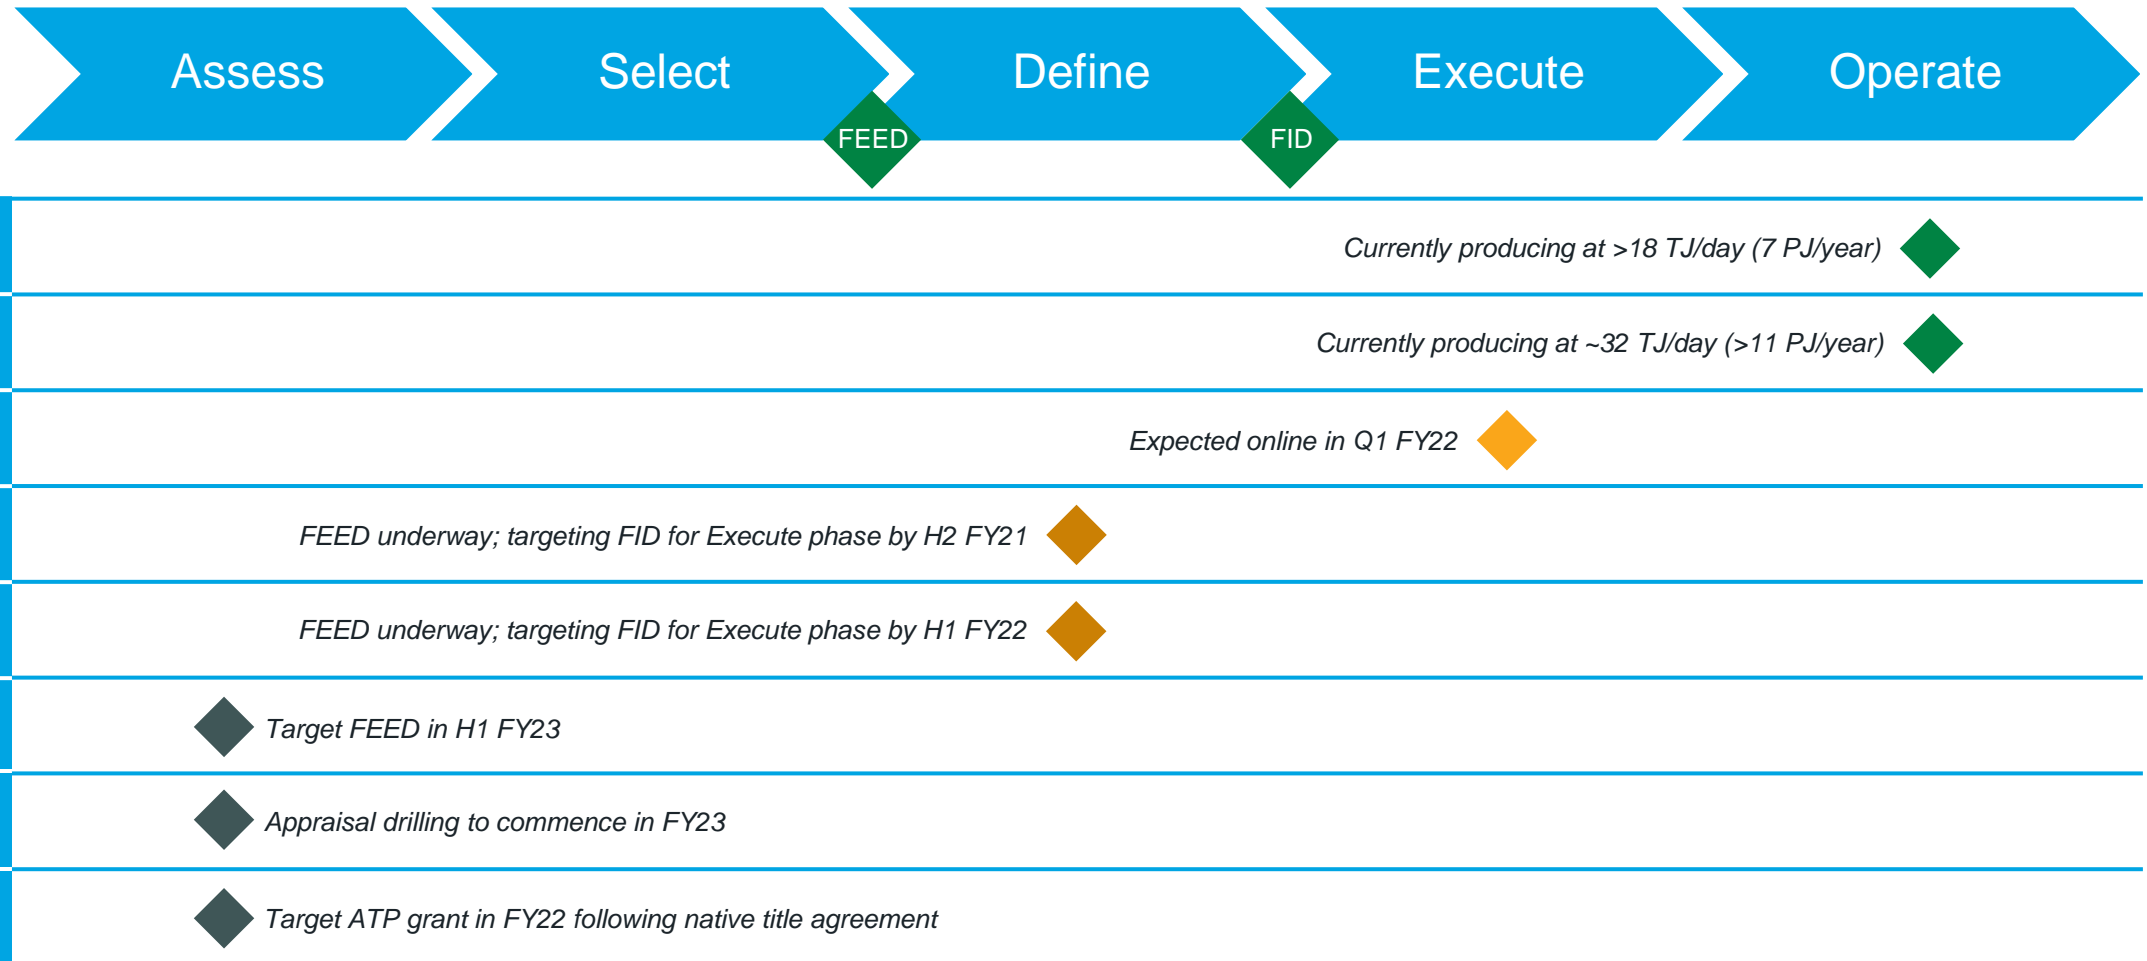 Assess
Select
Define
Execute
Operate
FEED
FID
Currently producing at >18 TJ/day (7 PJ/year)
Currently producing at ~32 TJ/day (>11 PJ/year)
Expected online in Q1 FY22
FEED underway; targeting FID for Execute phase by H2 FY21
FEED underway; targeting FID for Execute phase by H1 FY22
Target FEED in H1 FY23
Appraisal drilling to commence in FY23
Target ATP grant in FY22 following native title agreement